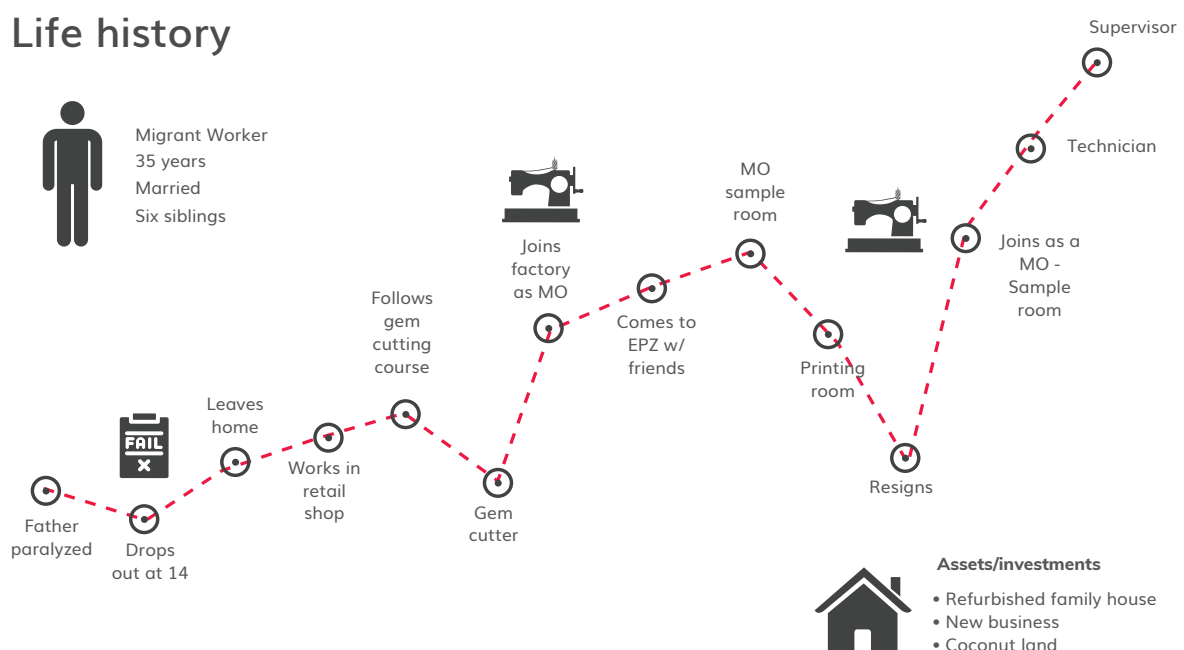 Life history
Migrant Worker
35 years
Married
Six siblings
Father
paralyzed
FAIL
Drops
out at 14
Leaves
home
Works in
retail
shop
Follows
gem
cutting
course
Gem
cutter
Joins
factory
as MO
Comes to
EPZ w/
friends
MO
sample
room
Printing
room
Resigns
Joins as a
MO -
Sample
room
Technician
Supervisor
Assets/investments
• Refurbished family house
• New business
• Coconut land